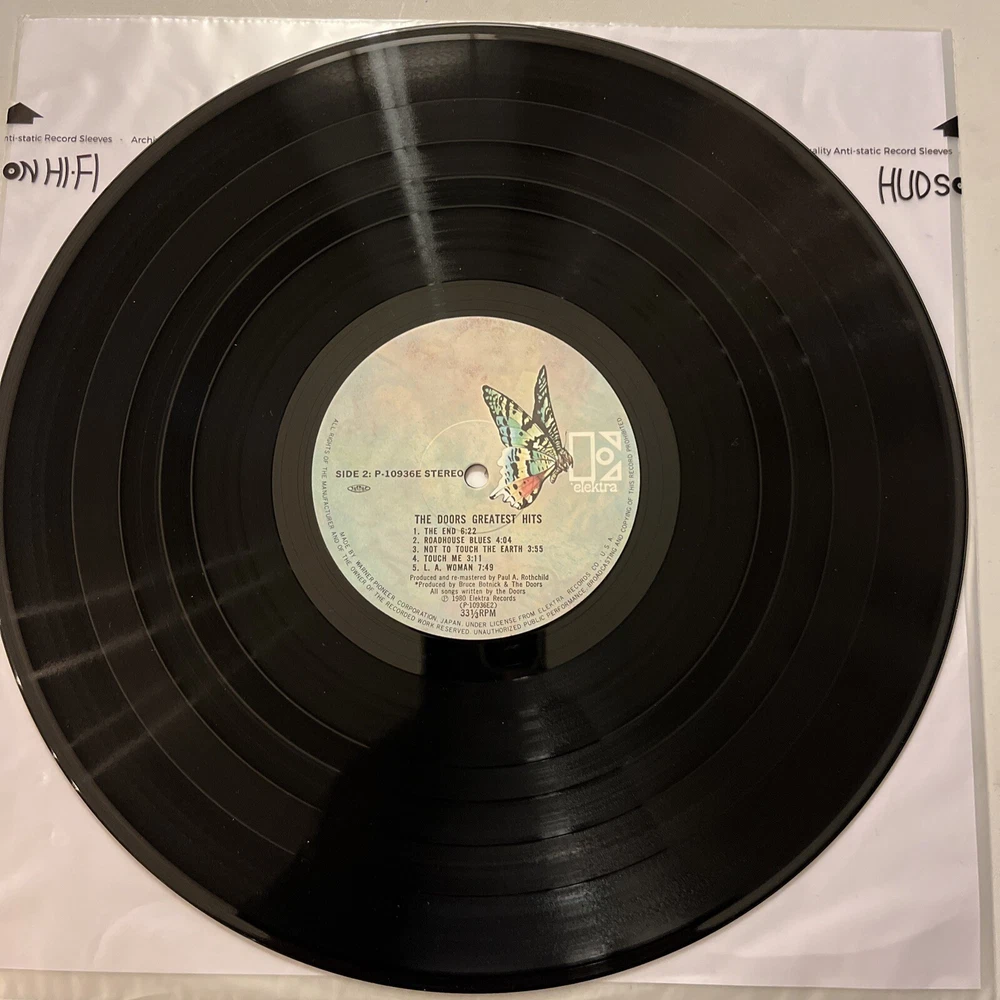 nti-static Record Sleeves · Archi
ality Anti-static Record Sleeves
ON HI-FI
HUDSO
SIDE 2: P-10936E STEREO
elektra
THE DOORS GREATEST HITS
1. THE END 6:22
2. ROADHOUSE BLUES 4:04
3. NOT TO TOUCH THE EARTH 3:55
4. TOUCH ME 3:11
5. L. A. WOMAN 7:49
Produced and re-mastered by Paul A. Rothchild
*Produced by Bruce Botnick & The Doors
All songs written by the Doors
℗ 1980 Elektra Records
(P-10936E2)
33⅓RPM
MADE BY WARNER-PIONEER CORPORATION, JAPAN. UNDER LICENSE FROM ELEKTRA RECORDS CO., U.S.A.
ALL RIGHTS OF THE MANUFACTURER AND OF THE OWNER OF THE RECORDED WORK RESERVED. UNAUTHORIZED PUBLIC PERFORMANCE, BROADCASTING AND COPYING OF THIS RECORD PROHIBITED.